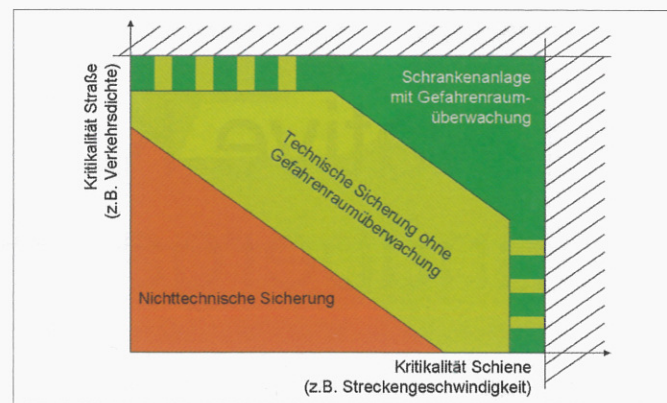 Kritikalität Straße
(z.B. Verkehrsdichte)
Schrankenanlage
mit Gefahrenraum-
überwachung
Technische Sicherung ohne
Gefahrenraumüberwachung
Nichttechnische Sicherung
Kritikalität Schiene
(z.B. Streckengeschwindigkeit)